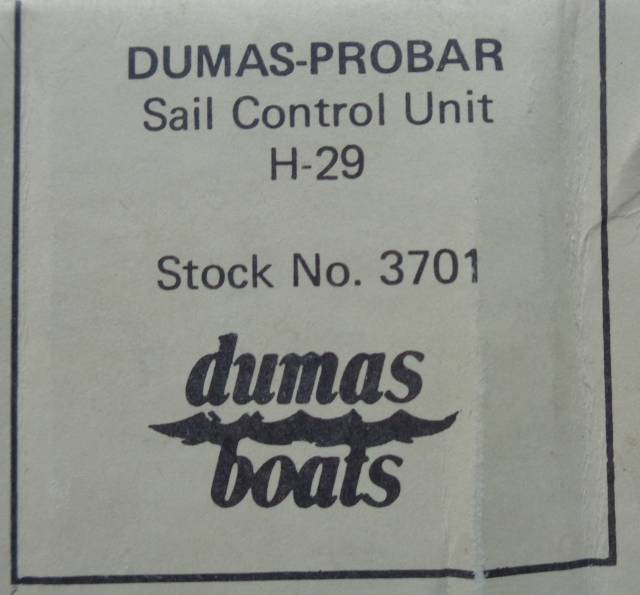 DUMAS-PROBAR
Sail Control Unit
H-29
Stock No. 3701
dumas
boats